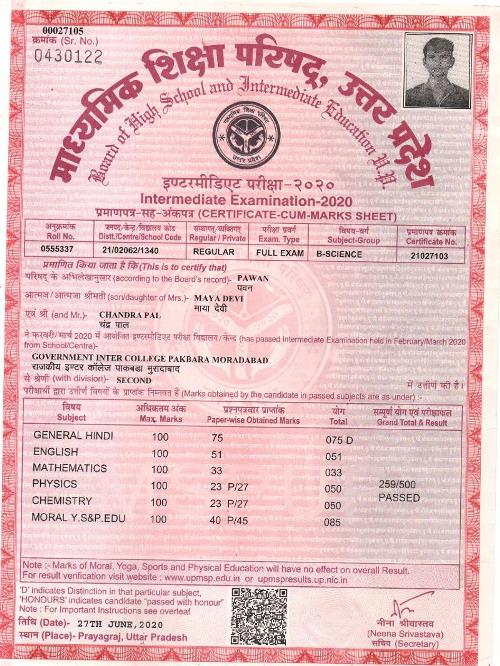 00027105
क्रमांक (Sr. No.)
0430122
माध्यमिक शिक्षा परिषद, उत्तर प्रदेश
Board of High School and Intermediate Education, U.P.
इण्टरमीडिएट परीक्षा-२०२०
Intermediate Examination-2020
प्रमाणपत्र-सह-अंकपत्र (CERTIFICATE-CUM-MARKS SHEET)
अनुक्रमांक जनपद/केन्द्र/विद्यालय कोड संस्थागत/व्यक्तिगत परीक्षा प्रवर्ग विषय-वर्ग प्रमाणपत्र क्रमांक
Roll No. Distt./Centre/School Code Regular / Private Exam. Type Subject-Group Certificate No.
0555337 21/02062/1340 REGULAR FULL EXAM B-SCIENCE 21027103
प्रमाणित किया जाता है कि (This is to certify that)
परिषद् के अभिलेखानुसार (according to the Board's record)- PAWAN
पवन
आत्मज / आत्मजा श्रीमती (son/daughter of Mrs.)- MAYA DEVI
माया देवी
एवं श्री (and Mr.)- CHANDRA PAL
चंद्र पाल
ने फरवरी/मार्च 2020 में आयोजित इण्टरमीडिएट परीक्षा विद्यालय/केन्द्र (has passed Intermediate Examination held in February/March 2020
from School/Centre)-
GOVERNMENT INTER COLLEGE PAKBARA MORADABAD
राजकीय इण्टर कॉलेज पाकबडा मुरादाबाद
से श्रेणी (with division)- SECOND में उत्तीर्ण की है।
परीक्षार्थी द्वारा उत्तीर्ण विषयों के प्राप्तांक निम्नवत हैं (Marks obtained by the candidate in passed subjects are as under) :-
विषय अधिकतम अंक प्रश्नपत्रवार प्राप्तांक योग सम्पूर्ण योग एवं परीक्षाफल
Subject Max. Marks Paper-wise Obtained Marks Total Grand Total & Result
GENERAL HINDI 100 75 075 D
ENGLISH 100 51 051
MATHEMATICS 100 33 033
PHYSICS 100 23 P/27 050 259/500
CHEMISTRY 100 23 P/27 050 PASSED
MORAL Y.S&P.EDU 100 40 P/45 085
Note :- Marks of Moral, Yoga, Sports and Physical Education will have no effect on overall Result.
For result verification visit website : www.upmsp.edu.in or upmspresults.up.nic.in
'D' indicates Distinction in that particular subject,
'HONOURS' indicates candidate "passed with honour"
Note : For Important Instructions see overleaf
तिथि (Date)- 27TH JUNE,2020
स्थान (Place)- Prayagraj, Uttar Pradesh
नीना श्रीवास्तव
(Neena Srivastava)
सचिव (Secretary)